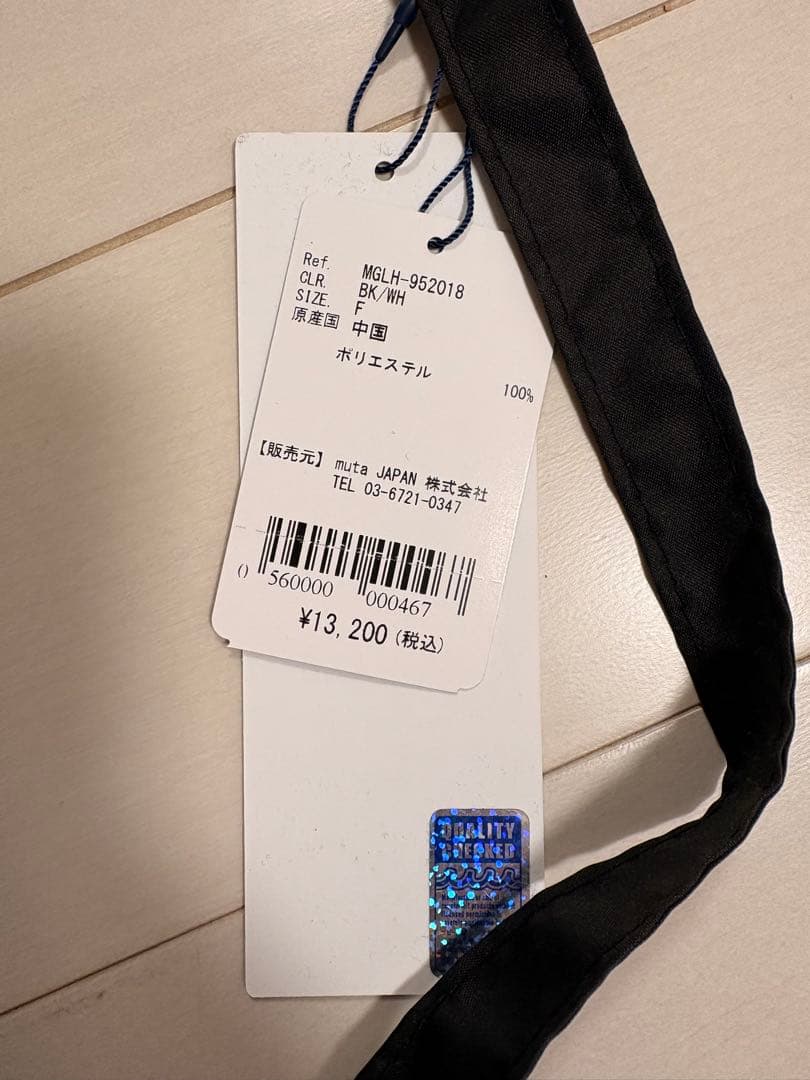 Ref. MGLH-952018
CLR. BK/WH
SIZE. F
原産国 中国
ポリエステル
100%
【販売元】 muta JAPAN 株式会社
TEL 03-6721-0347
0 560000 000467
¥13,200(税込)
QUALITY
CHECKED